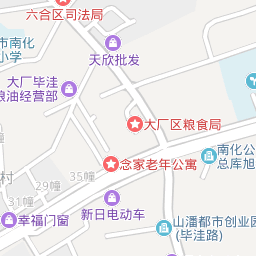 六合区司法局
市南化
小学
天欣批发
大厂毕洼
粮油经营部
大厂区粮食局
南化公
总库旭
念家老年公寓
35幢
29幢
31幢
村
新日电动车
幸福门窗
山潘都市创业园
(毕洼路)